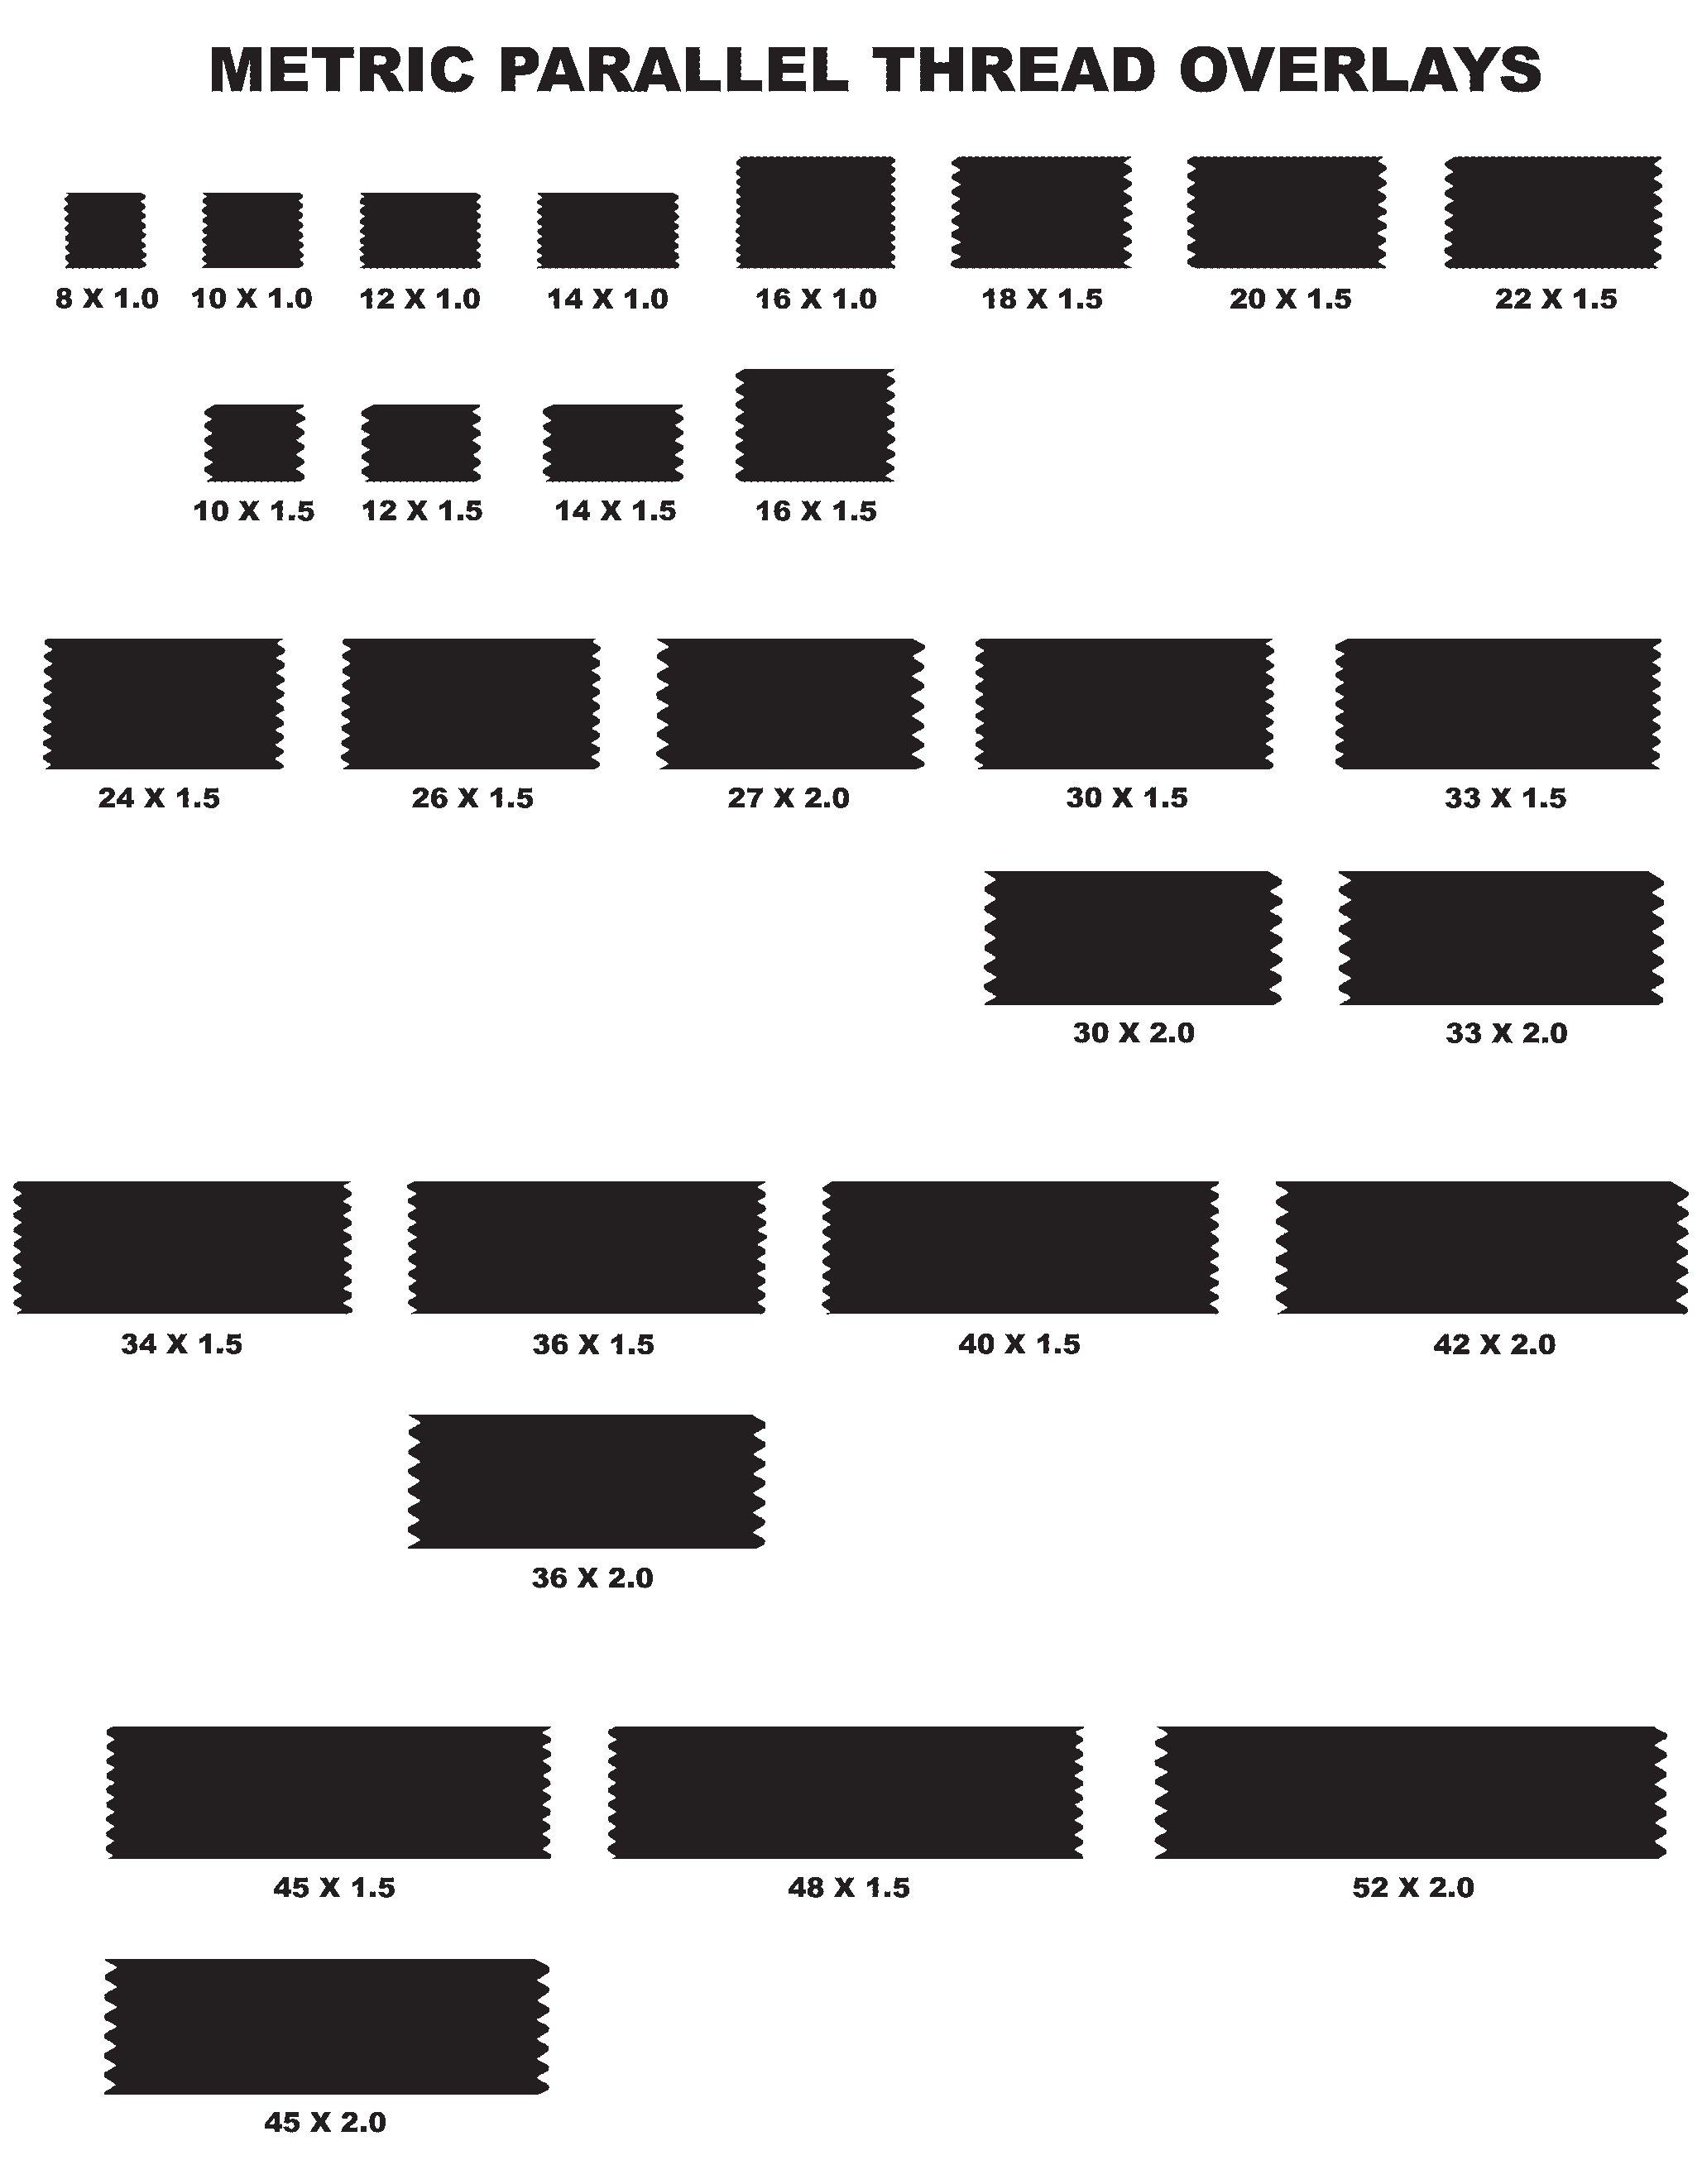 METRIC PARALLEL THREAD OVERLAYS
8 X 1.0 10 X 1.0 12 X 1.0 14 X 1.0 16 X 1.0 18 X 1.5 20 X 1.5 22 X 1.5
10 X 1.5 12 X 1.5 14 X 1.5 16 X 1.5
24 X 1.5 26 X 1.5 27 X 2.0 30 X 1.5 33 X 1.5
30 X 2.0 33 X 2.0
34 X 1.5 36 X 1.5 40 X 1.5 42 X 2.0
36 X 2.0
45 X 1.5 48 X 1.5 52 X 2.0
45 X 2.0